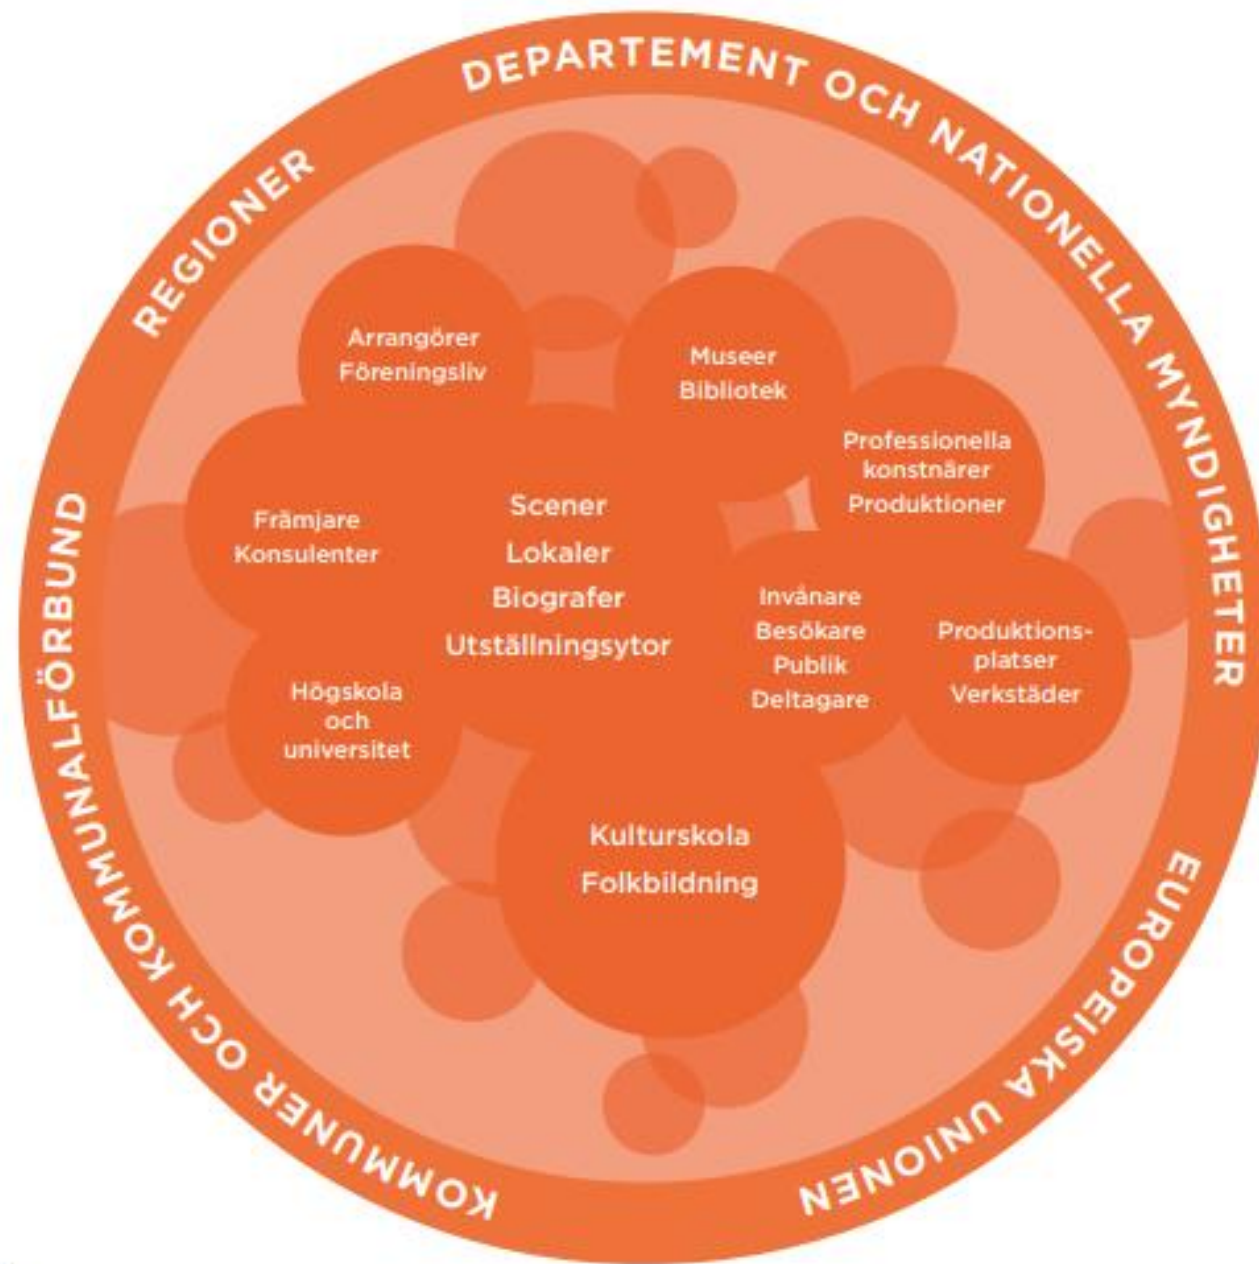 DEPARTEMENT OCH NATIONELLA MYNDIGHETER
REGIONER
KOMMUNER OCH KOMMUNALFÖRBUND
EUROPEISKA UNIONEN
Arrangörer
Föreningsliv
Museer
Bibliotek
Professionella
konstnärer
Produktioner
Främjare
Konsulenter
Scener
Lokaler
Biografer
Utställningsytor
Invånare
Besökare
Publik
Deltagare
Produktions-
platser
Verkstäder
Högskola
och
universitet
Kulturskola
Folkbildning